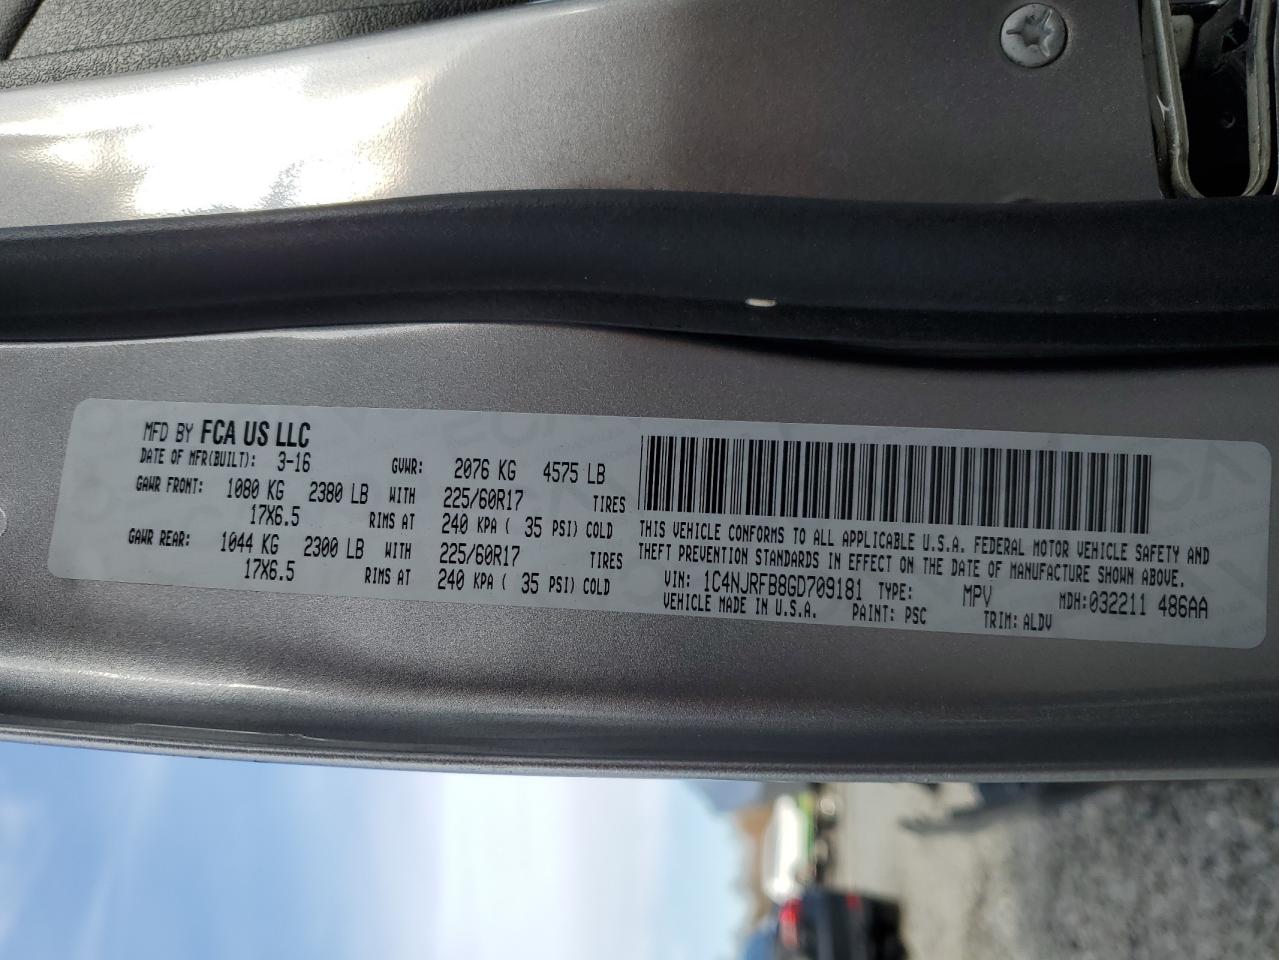 MFD BY FCA US LLC
DATE OF MFR(BUILT): 3-16 GVWR: 2076 KG 4575 LB
GAWR FRONT: 1080 KG 2380 LB WITH 225/60R17 TIRES
17X6.5 RIMS AT 240 KPA ( 35 PSI) COLD
GAWR REAR: 1044 KG 2300 LB WITH 225/60R17 TIRES
17X6.5 RIMS AT 240 KPA ( 35 PSI) COLD
THIS VEHICLE CONFORMS TO ALL APPLICABLE U.S.A. FEDERAL MOTOR VEHICLE SAFETY AND
THEFT PREVENTION STANDARDS IN EFFECT ON THE DATE OF MANUFACTURE SHOWN ABOVE.
VIN: 1C4NJRFB8GD709181 TYPE: MPV MDH:032211 486AA
VEHICLE MADE IN U.S.A. PAINT: PSC TRIM: ALDV